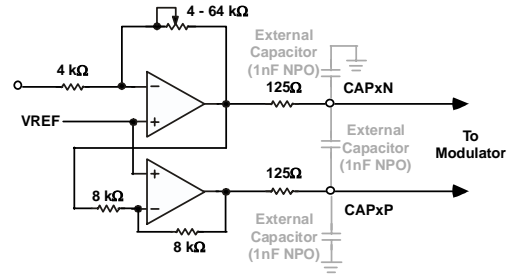 4 - 64 kΩ
External
Capacitor
(1nF NPO)
4 kΩ
125Ω
CAPxN
VREF
External
Capacitor
(1nF NPO)
To
Modulator
125Ω
8 kΩ
CAPxP
8 kΩ
External
Capacitor
(1nF NPO)